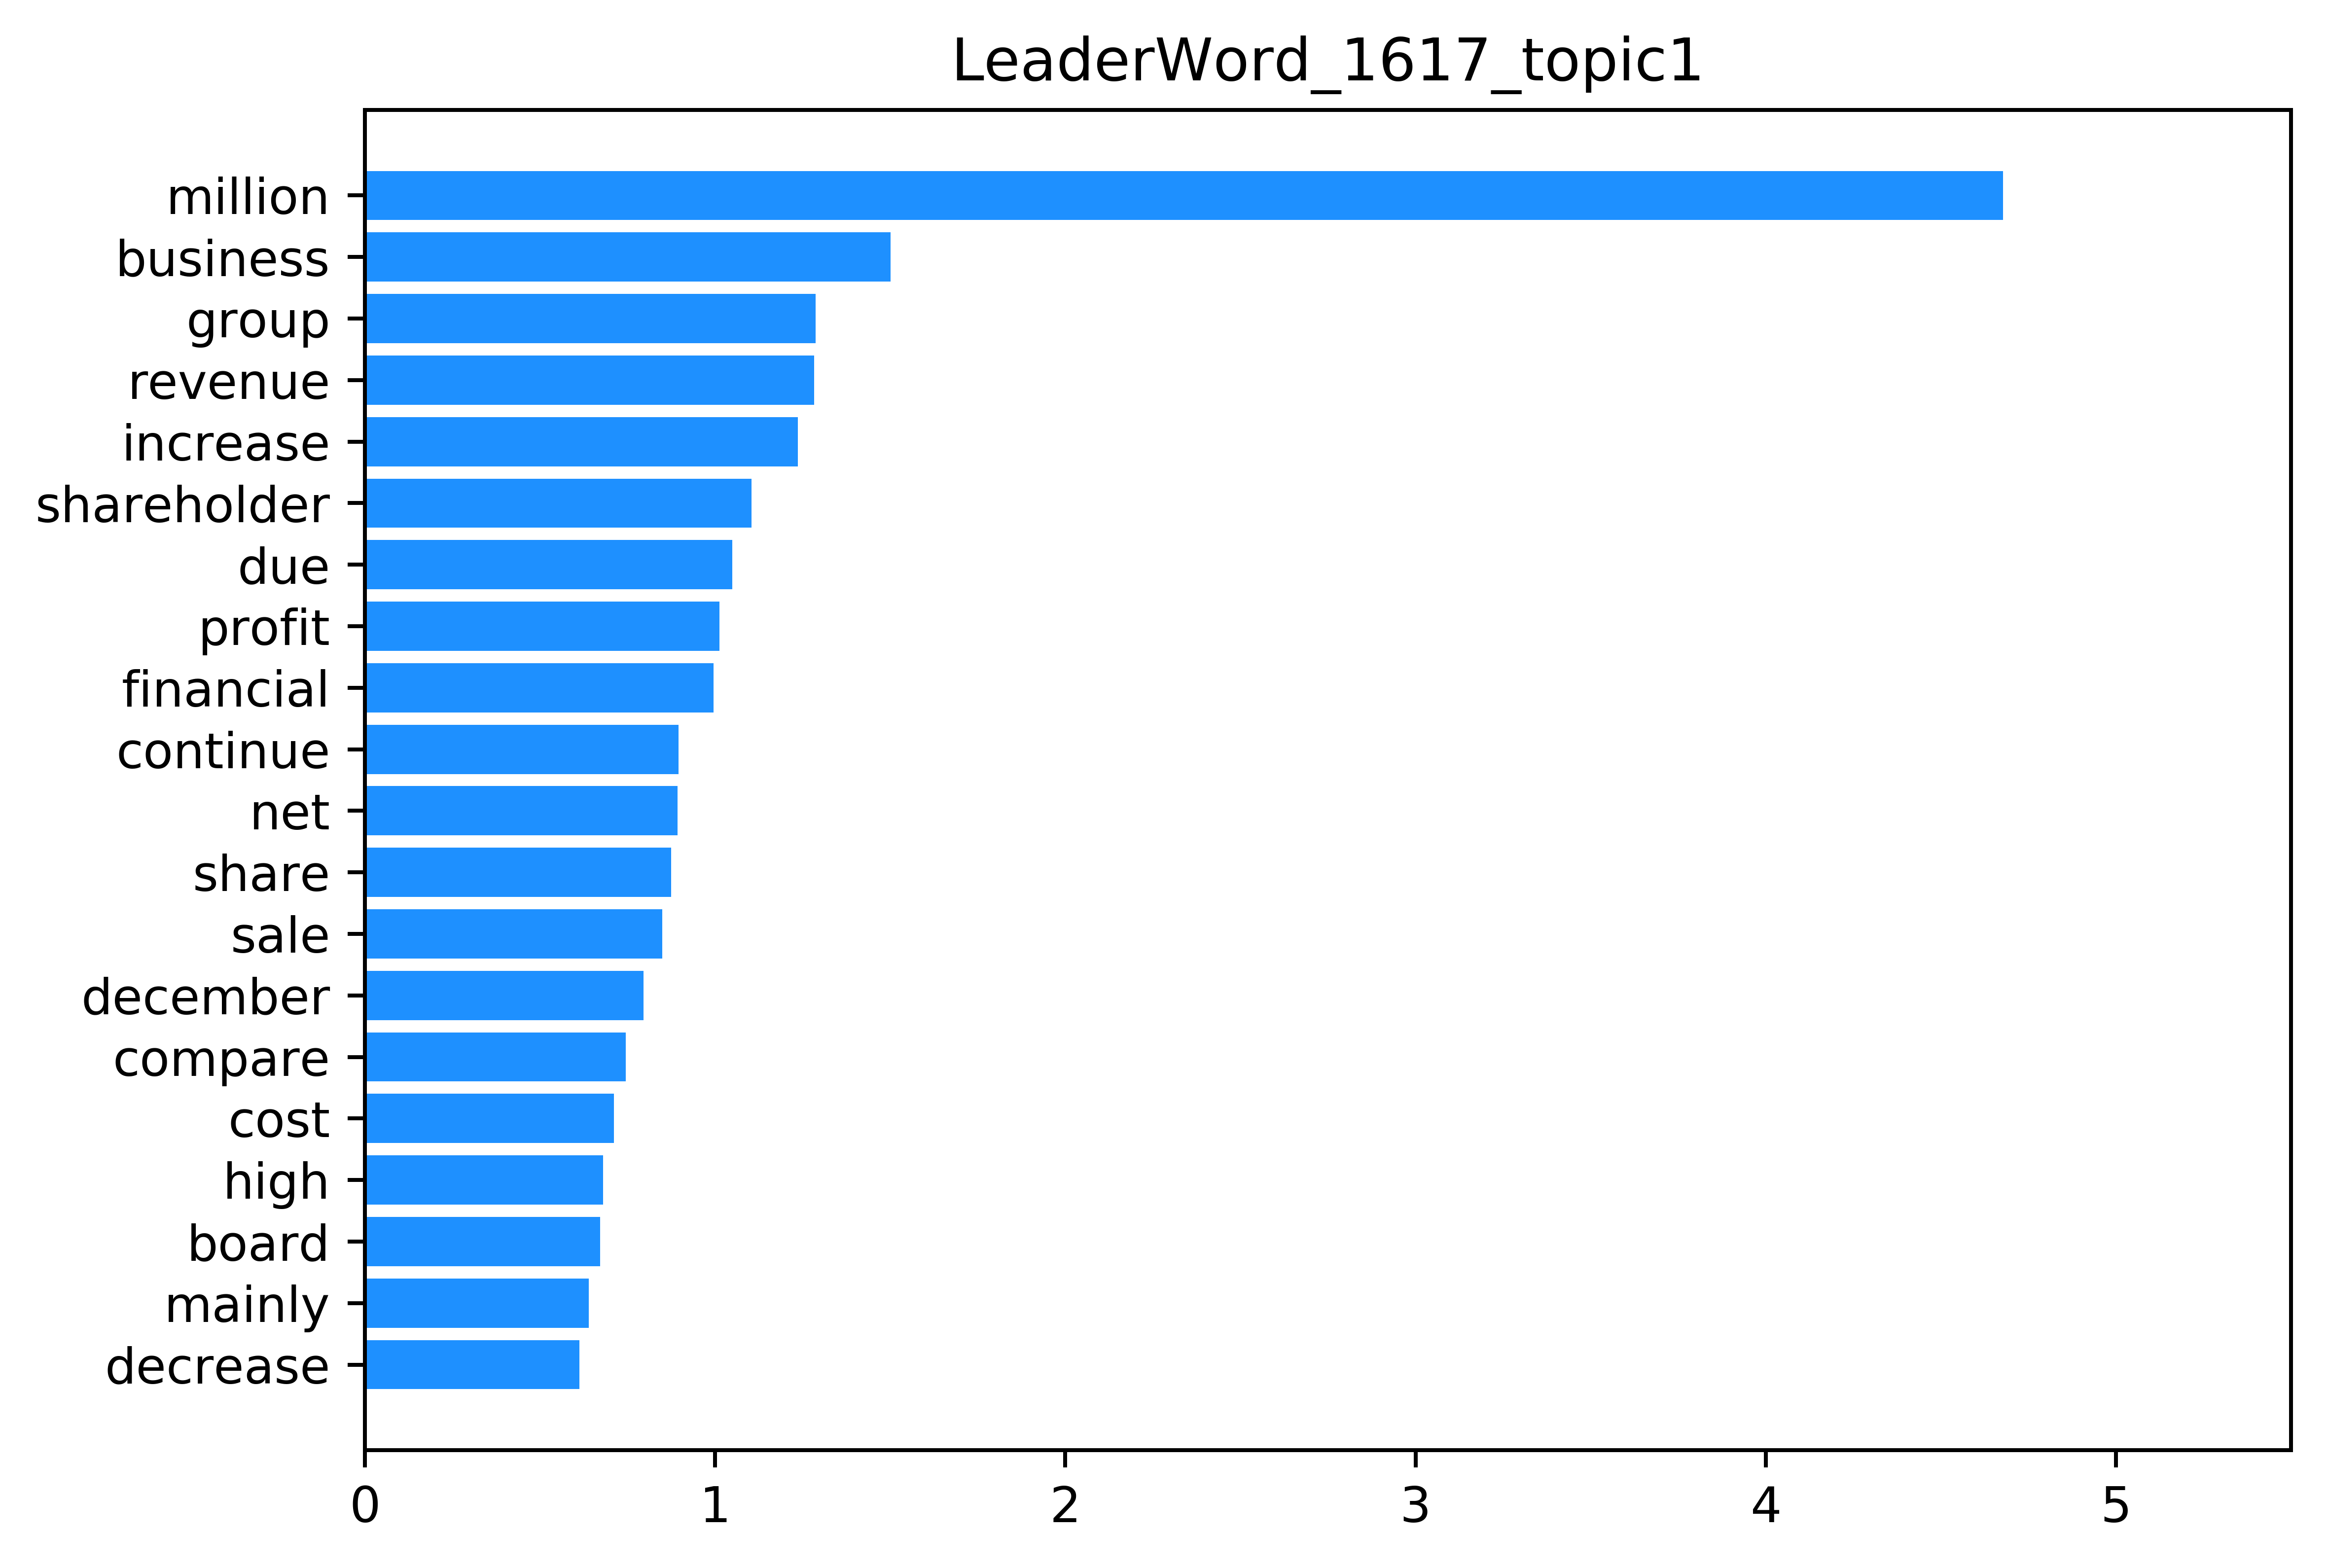 LeaderWord_1617_topic1
million
business
group
revenue
increase
shareholder
due
profit
financial
continue
net
share
sale
december
compare
cost
high
board
mainly
decrease
0 1 2 3 4 5